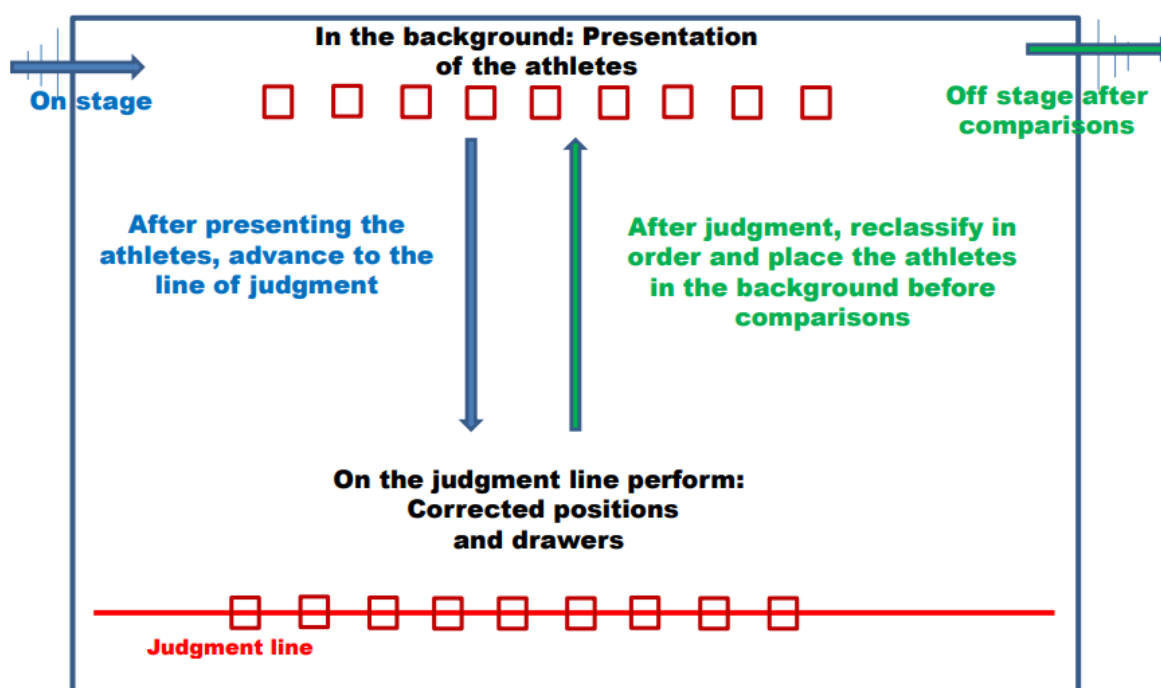 In the background: Presentation
of the athletes
On stage
Off stage after
comparisons
After presenting the
athletes, advance to the
line of judgment
After judgment, reclassify in
order and place the athletes
in the background before
comparisons
On the judgment line perform:
Corrected positions
and drawers
Judgment line